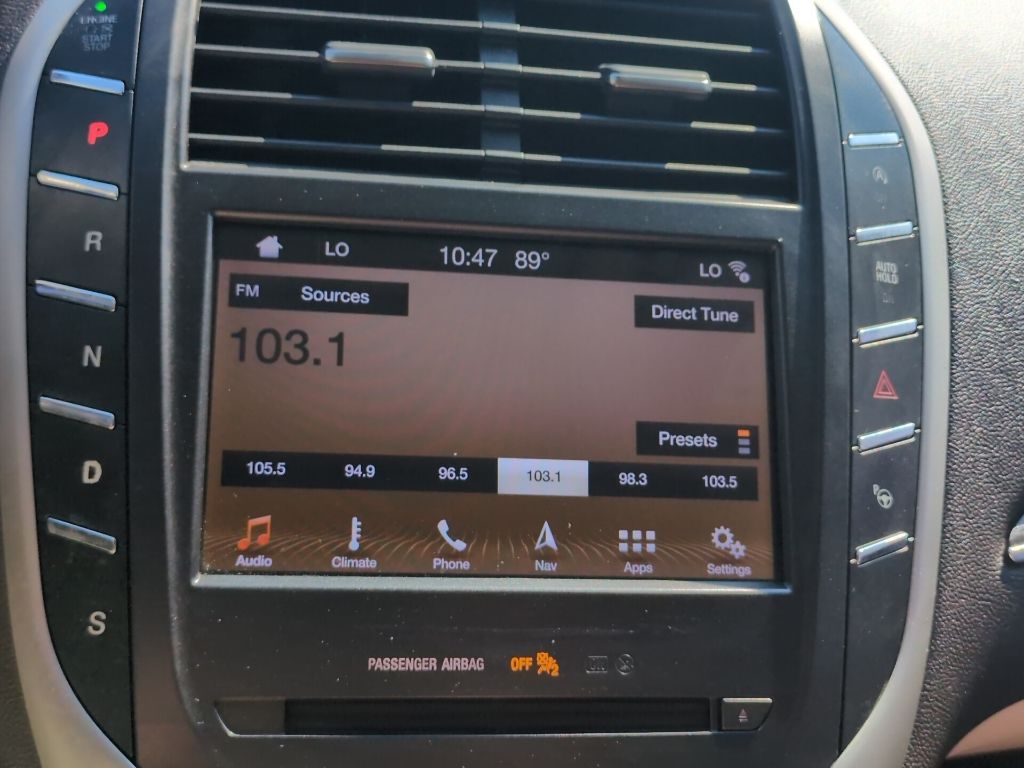 ENGINE
START
STOP
P
R
N
D
S
LO 10:47 89° LO
FM Sources
Direct Tune
103.1
Presets
105.5 94.9 96.5 103.1 98.3 103.5
Audio Climate Phone Nav Apps Settings
PASSENGER AIRBAG OFF 2 ON
AUTO
HOLD